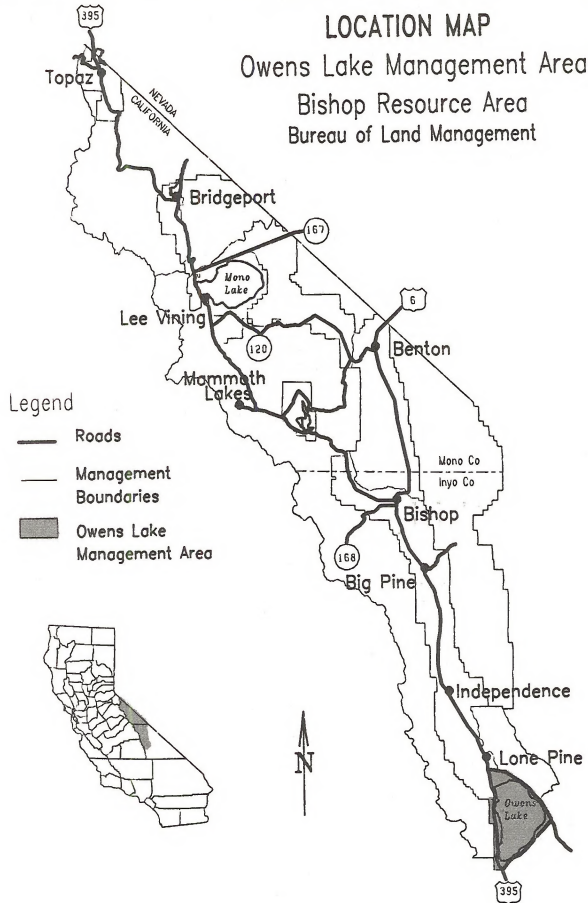 LOCATION MAP
Owens Lake Management Area
Bishop Resource Area
Bureau of Land Management
395
Topaz
NEVADA
CALIFORNIA
Bridgeport
167
Mono
Lake
Lee Vining
6
120
Benton
Mammoth
Lakes
Legend
Roads
Management
Boundaries
Owens Lake
Management Area
Mono Co
Inyo Co
Bishop
168
Big Pine
Independence
N
Lone Pine
Owens
Lake
395